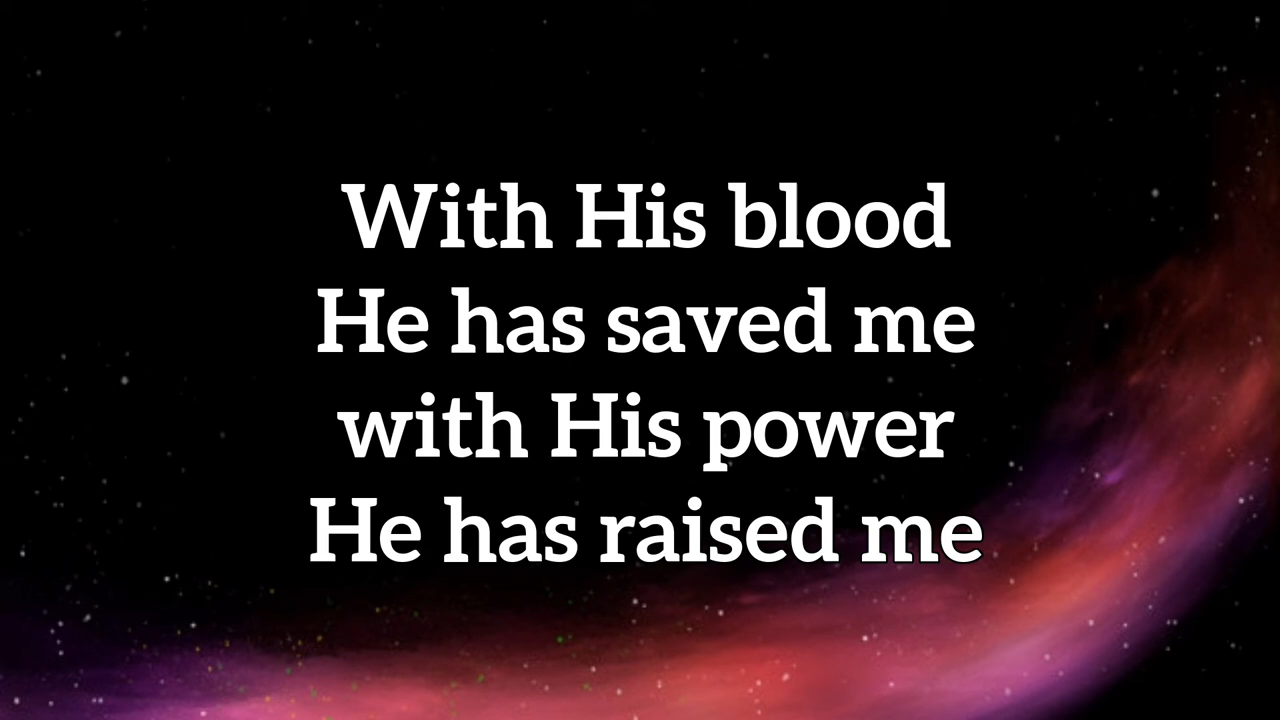 With His blood
He has saved me
with His power
He has raised me